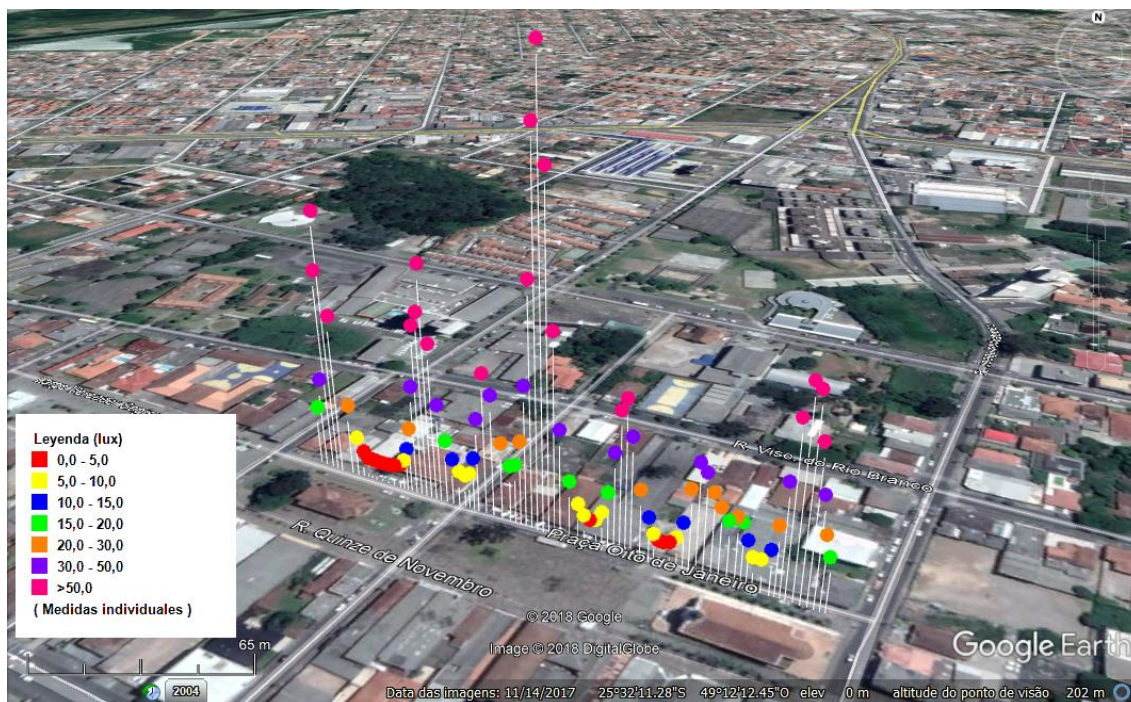 N
R. Visc. do Rio Branco
Leyenda (lux)
0,0 - 5,0
5,0 - 10,0
10,0 - 15,0
15,0 - 20,0
20,0 - 30,0
30,0 - 50,0
>50,0
( Medidas individuales )
R. Quinze de Novembro
Praça Oito de Janeiro
© 2018 Google
Image © 2018 DigitalGlobe
Google Earth
65 m
2004
Data das imagens: 11/14/2017 25°32'11.28"S 49°12'12.45"O elev 0 m altitude do ponto de visão 202 m